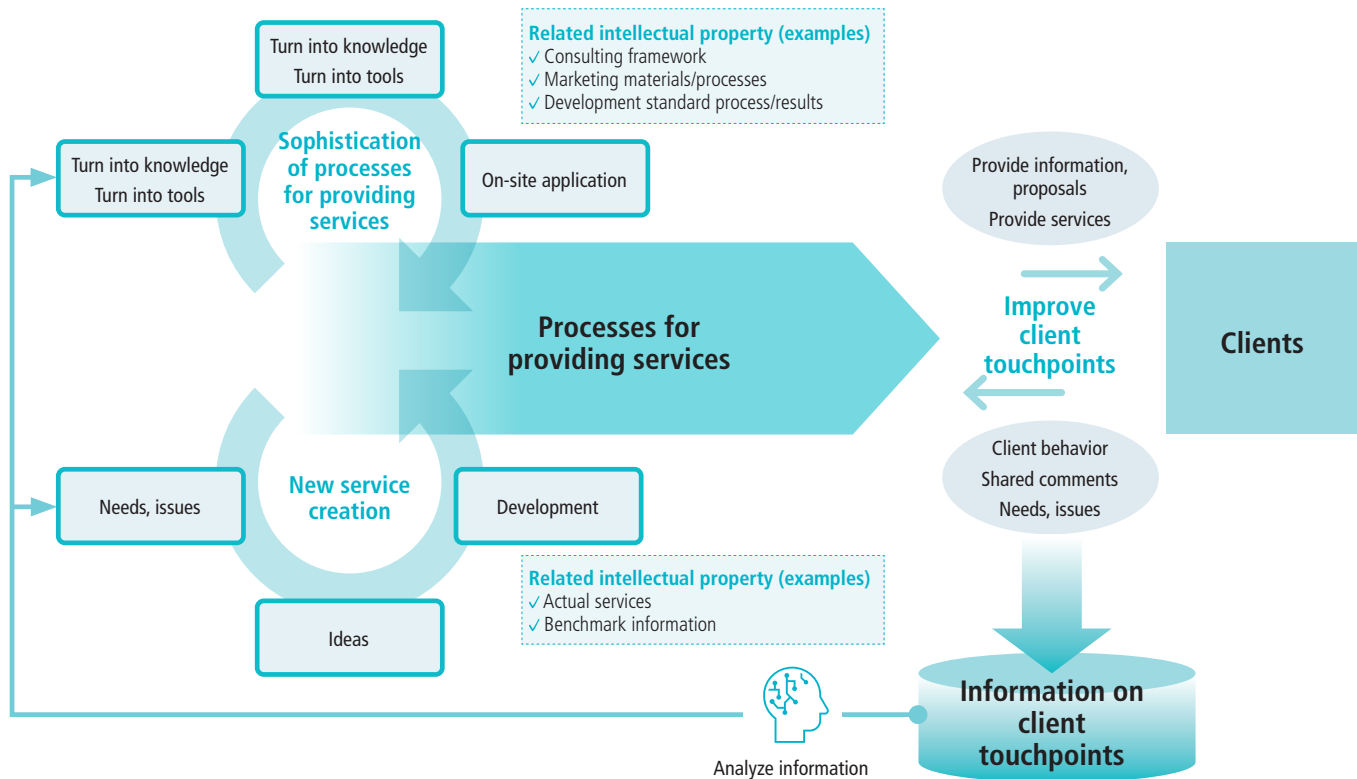 Turn into knowledge
Turn into tools
Related intellectual property (examples)
✓ Consulting framework
✓ Marketing materials/processes
✓ Development standard process/results
Sophistication
of processes
for providing
services
Turn into knowledge
Turn into tools
On-site application
Provide information,
proposals
Provide services
Processes for
providing services
Improve
client
touchpoints
Clients
Needs, issues
New service
creation
Development
Client behavior
Shared comments
Needs, issues
Related intellectual property (examples)
✓ Actual services
✓ Benchmark information
Ideas
Information on
client
touchpoints
Analyze information